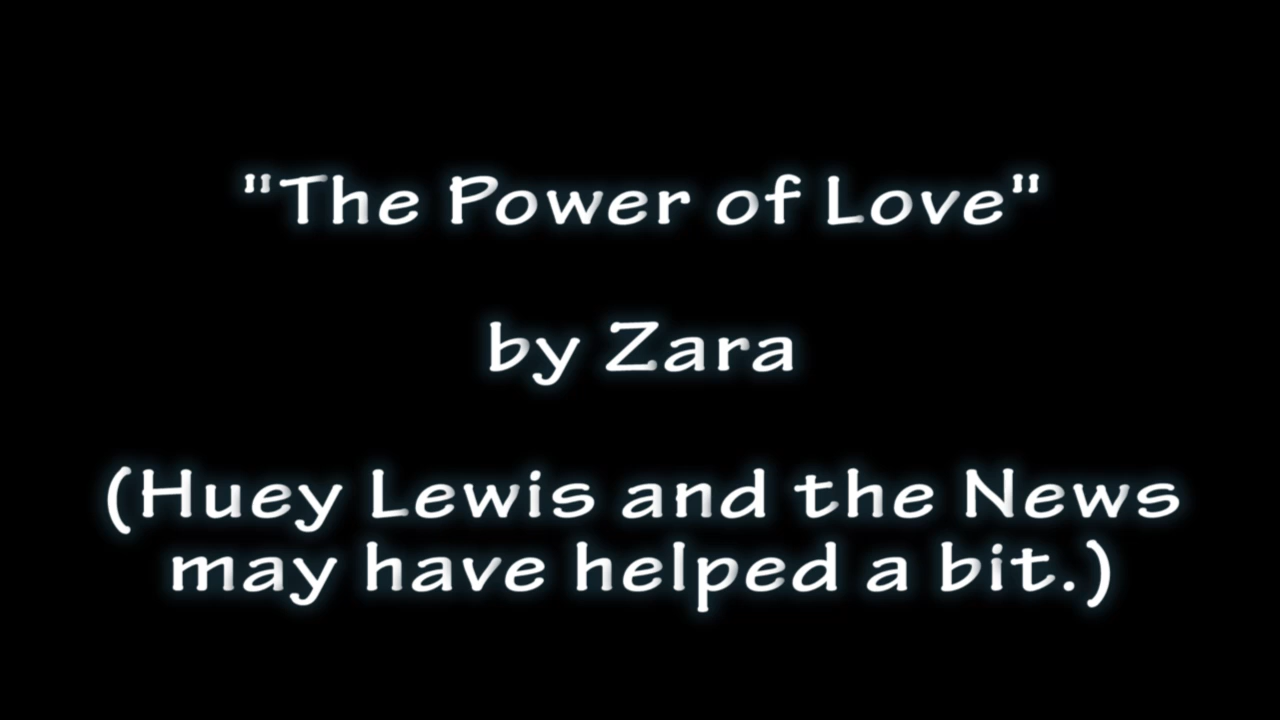 "The Power of Love"
by Zara
(Huey Lewis and the News
may have helped a bit.)